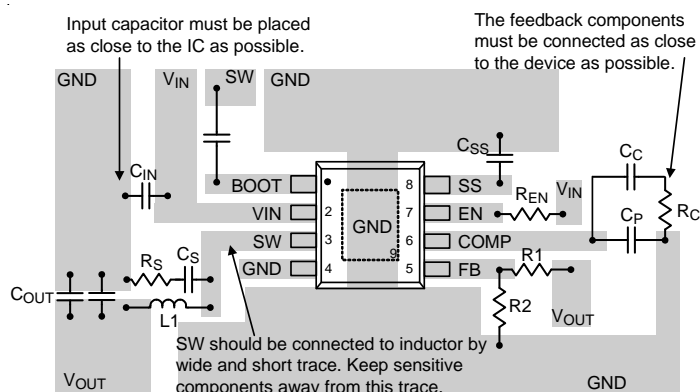 Input capacitor must be placed
as close to the IC as possible.
The feedback components
must be connected as close
to the device as possible.
GND
VIN
SW
GND
CIN
CSS
CC
BOOT
8
SS
REN
VIN
RC
VIN
2
GND
7
EN
CP
SW
3
6
COMP
RS
CS
9
GND
4
5
FB
R1
COUT
R2
L1
VOUT
SW should be connected to inductor by
wide and short trace. Keep sensitive
components away from this trace.
VOUT
GND